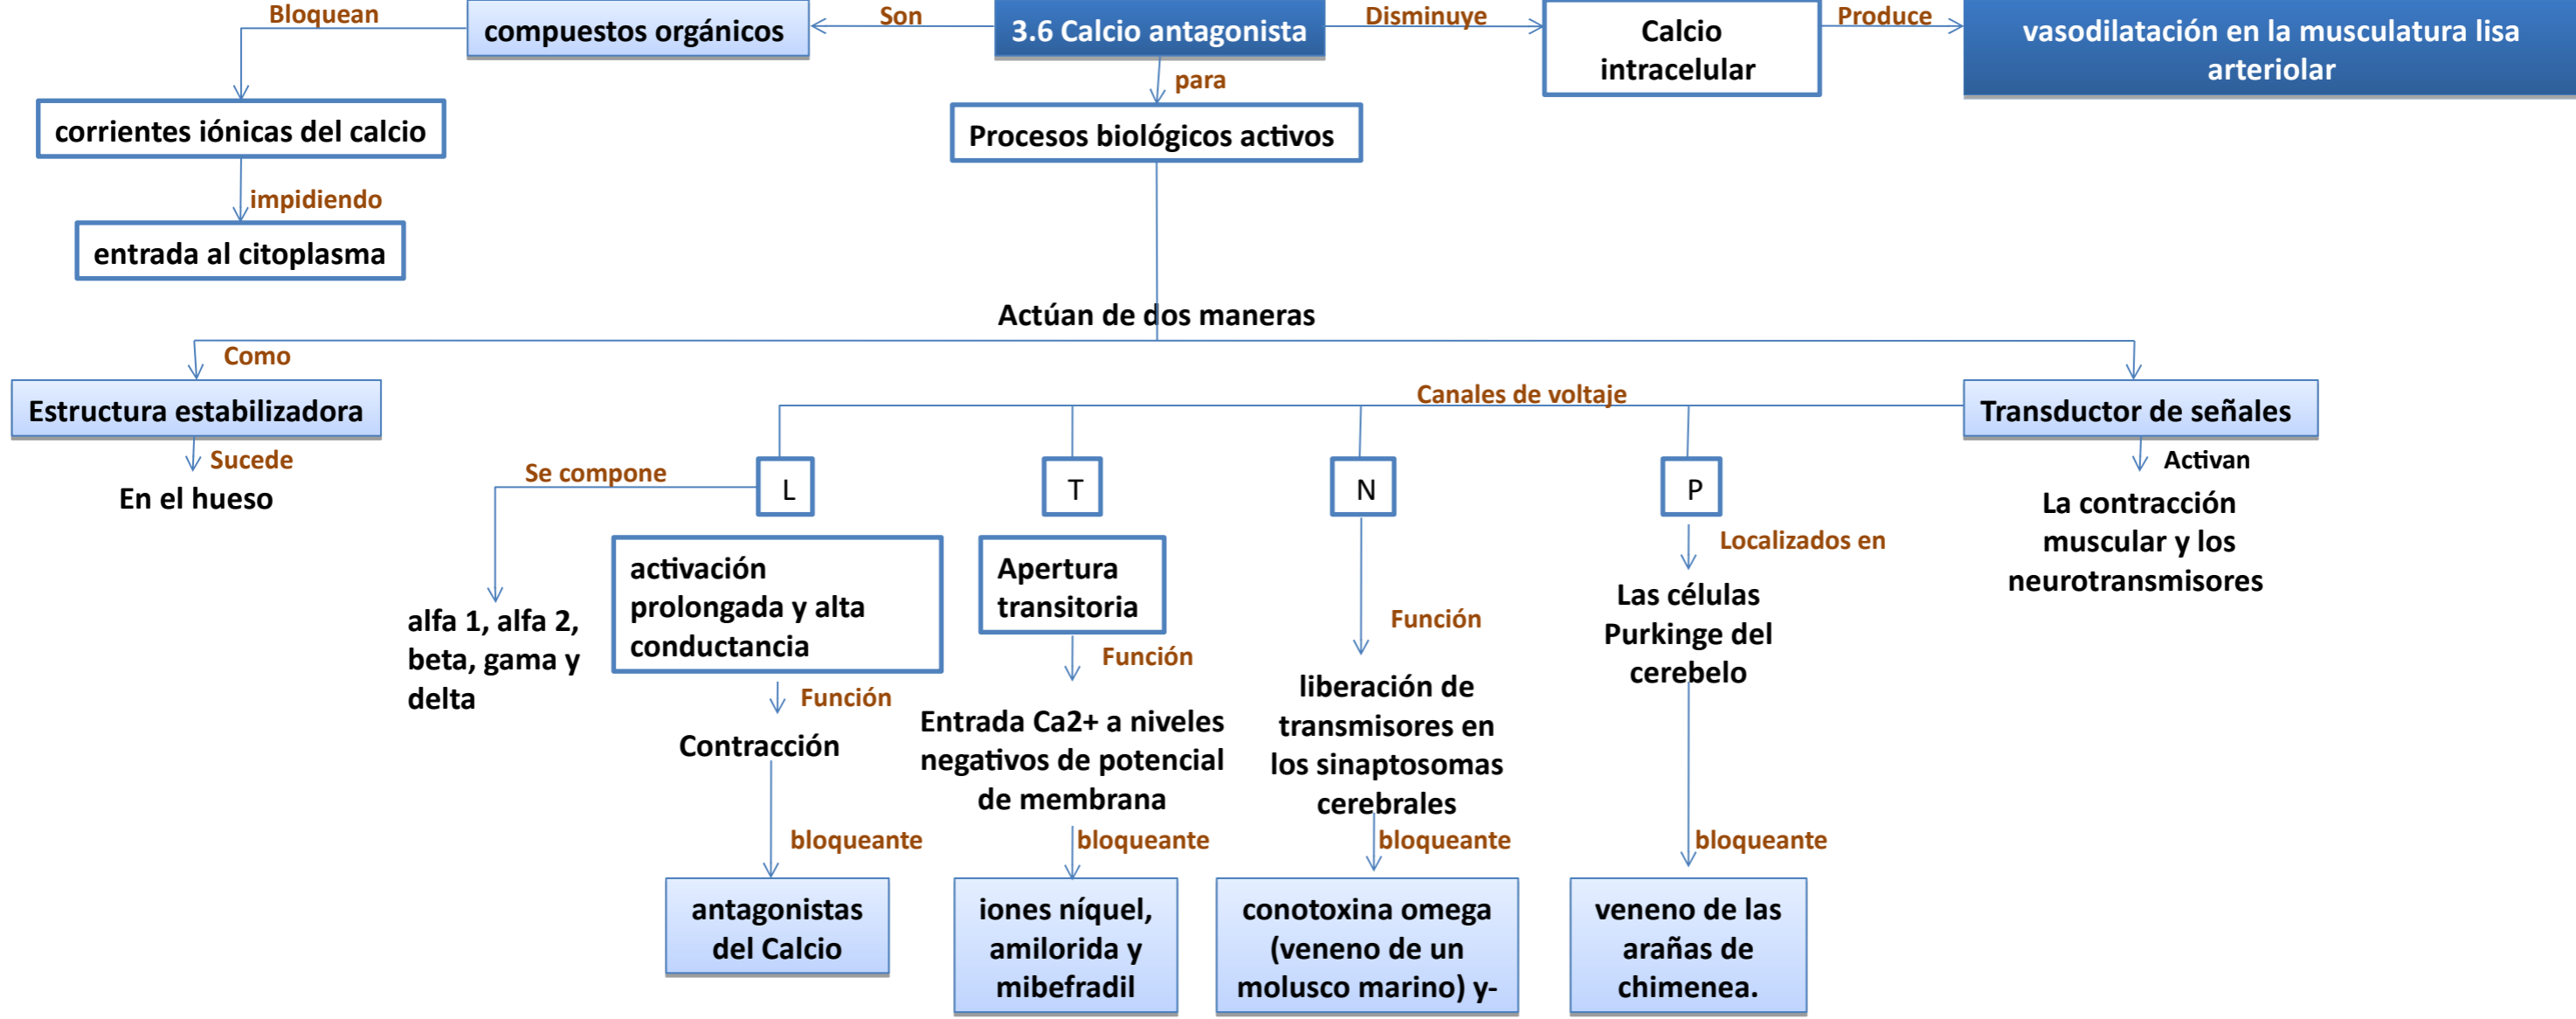 Bloquean
compuestos orgánicos
Son
3.6 Calcio antagonista
Disminuye
Calcio
intracelular
Produce
vasodilatación en la musculatura lisa
arteriolar
para
corrientes iónicas del calcio
Procesos biológicos activos
impidiendo
entrada al citoplasma
Actúan de dos maneras
Como
Estructura estabilizadora
Sucede
En el hueso
Canales de voltaje
Transductor de señales
Activan
La contracción
muscular y los
neurotransmisores
Se compone
L
T
N
P
alfa 1, alfa 2,
beta, gama y
delta
activación
prolongada y alta
conductancia
Función
Contracción
bloqueante
antagonistas
del Calcio
Apertura
transitoria
Función
Entrada Ca2+ a niveles
negativos de potencial
de membrana
bloqueante
iones níquel,
amilorida y
mibefradil
Función
liberación de
transmisores en
los sinaptosomas
cerebrales
bloqueante
conotoxina omega
(veneno de un
molusco marino) y-
Localizados en
Las células
Purkinge del
cerebelo
bloqueante
veneno de las
arañas de
chimenea.